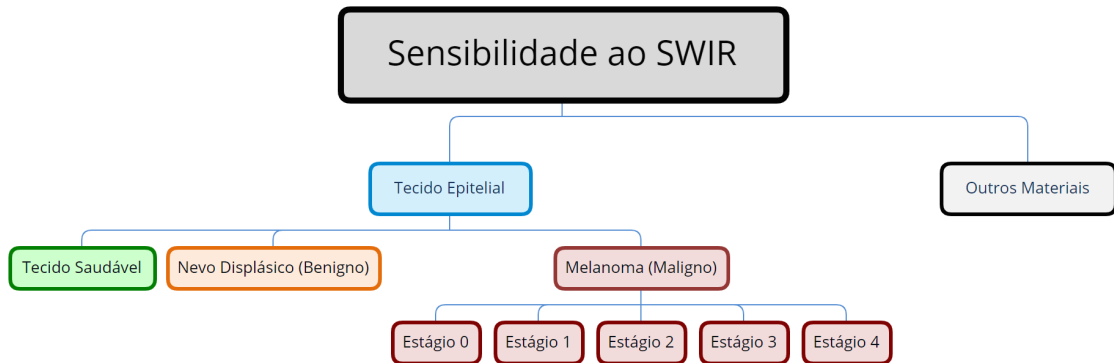 Sensibilidade ao SWIR
Tecido Epitelial
Outros Materiais
Tecido Saudável
Nevo Displásico (Benigno)
Melanoma (Maligno)
Estágio 0
Estágio 1
Estágio 2
Estágio 3
Estágio 4